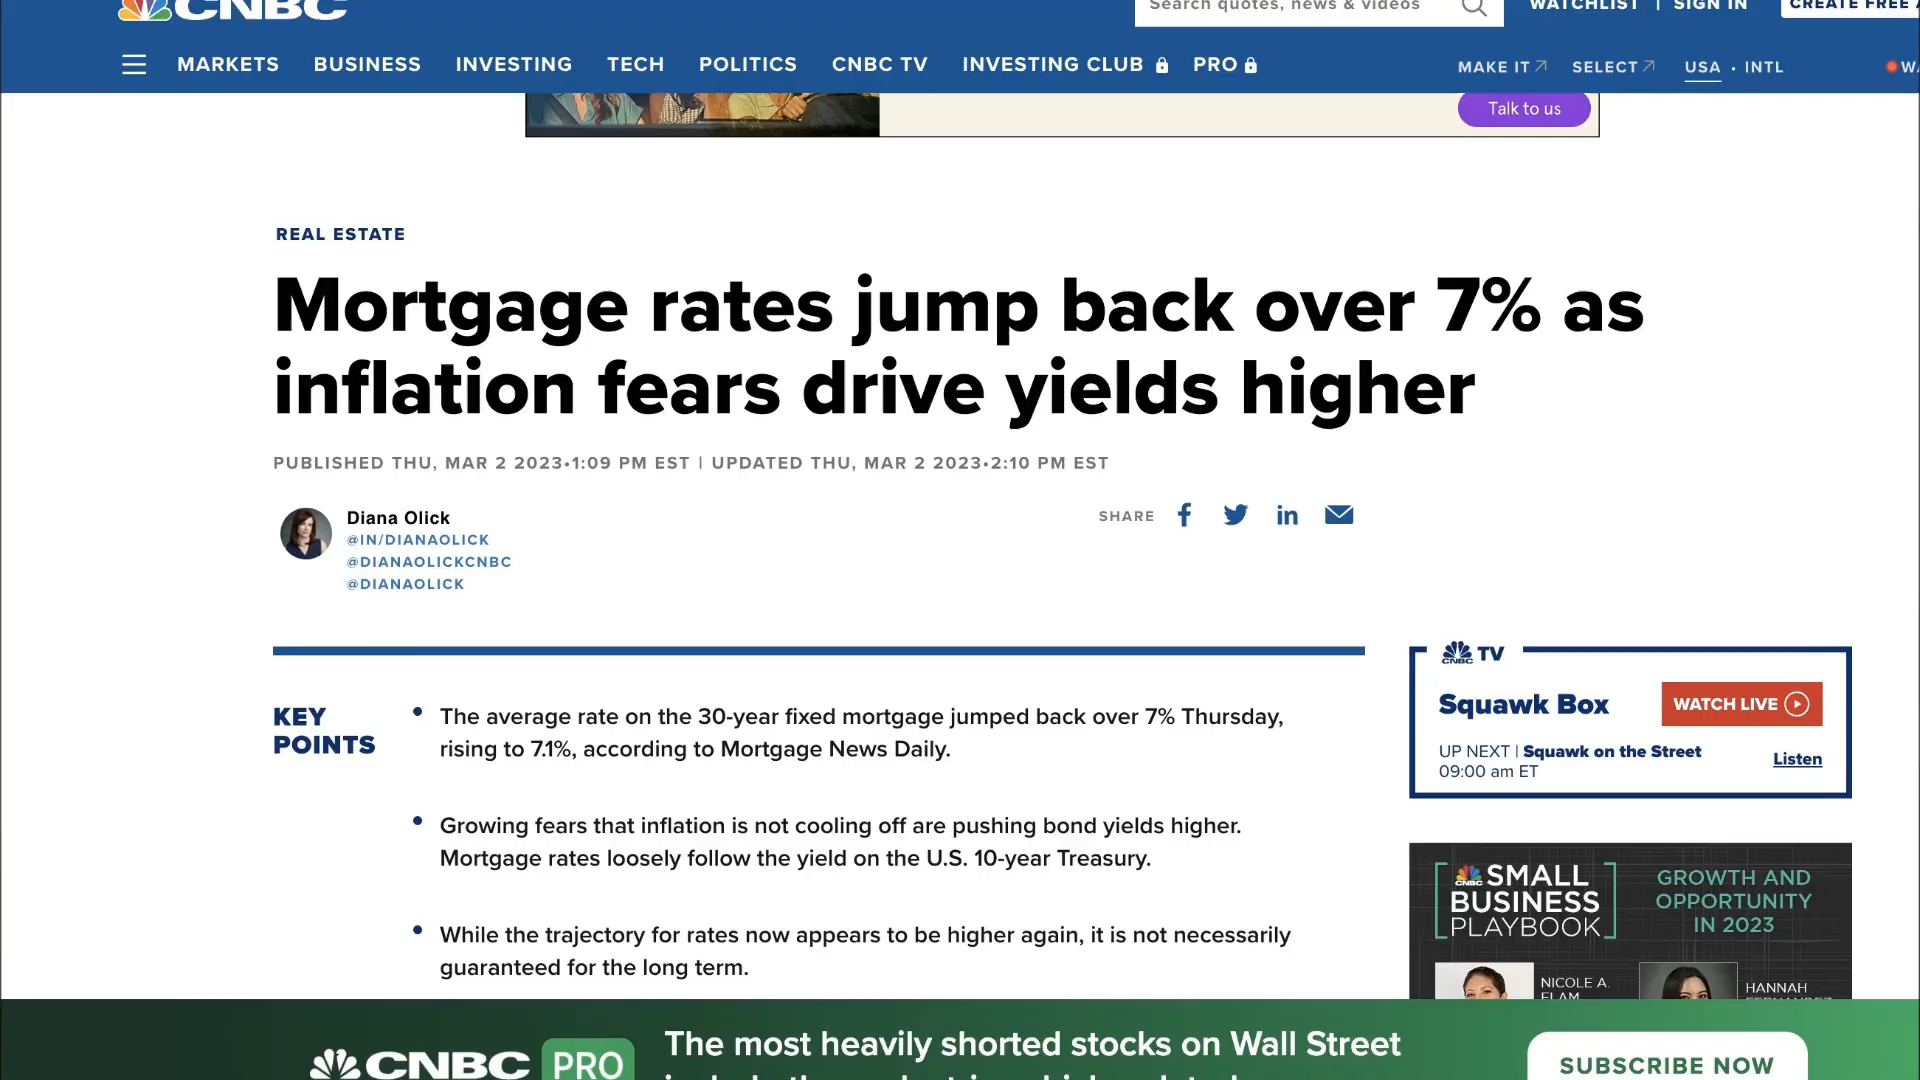 CNBC
Search quotes, news & videos
WATCHLIST | SIGN IN
CREATE FREE
MARKETS BUSINESS INVESTING TECH POLITICS CNBC TV INVESTING CLUB PRO
MAKE IT SELECT USA • INTL
Talk to us
REAL ESTATE
Mortgage rates jump back over 7% as
inflation fears drive yields higher
PUBLISHED THU, MAR 2 2023•1:09 PM EST | UPDATED THU, MAR 2 2023•2:10 PM EST
Diana Olick
@IN/DIANAOLICK
@DIANAOLICKCNBC
@DIANAOLICK
SHARE
KEY
POINTS
The average rate on the 30-year fixed mortgage jumped back over 7% Thursday,
rising to 7.1%, according to Mortgage News Daily.
Growing fears that inflation is not cooling off are pushing bond yields higher.
Mortgage rates loosely follow the yield on the U.S. 10-year Treasury.
While the trajectory for rates now appears to be higher again, it is not necessarily
guaranteed for the long term.
CNBC TV
Squawk Box
WATCH LIVE
UP NEXT | Squawk on the Street
09:00 am ET
Listen
CNBC SMALL
BUSINESS
PLAYBOOK
GROWTH AND
OPPORTUNITY
IN 2023
NICOLE A.
ELAM
HANNAH
CNBC PRO
The most heavily shorted stocks on Wall Street
SUBSCRIBE NOW